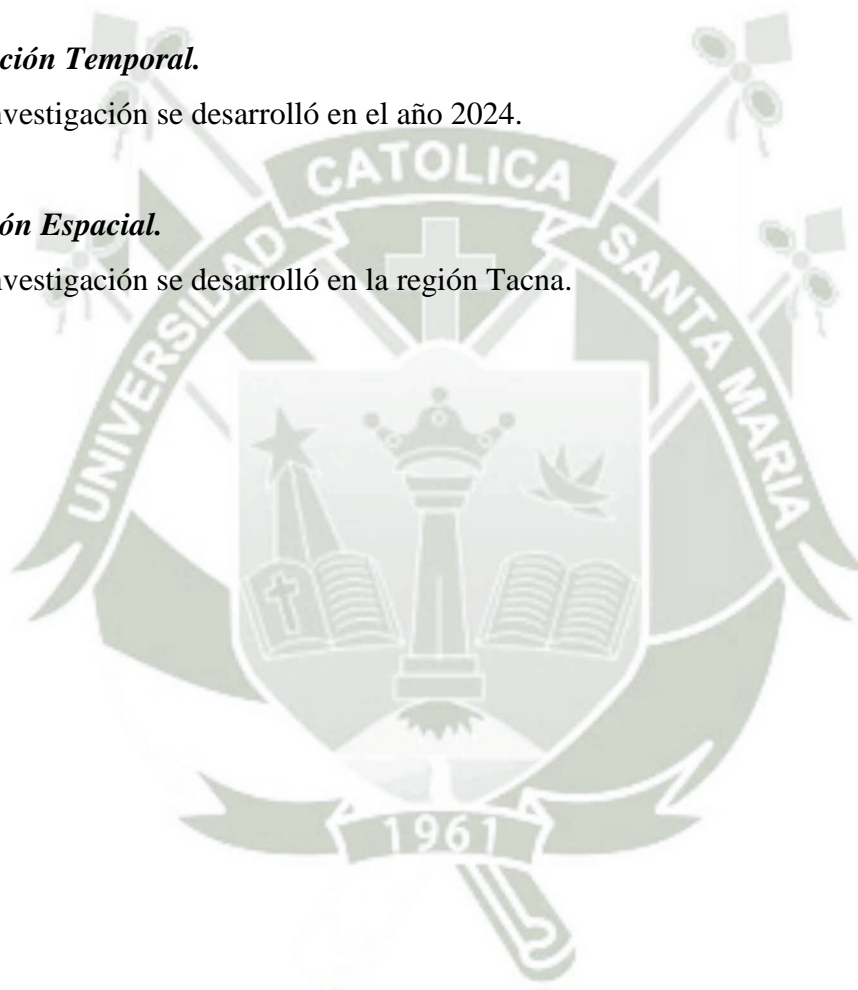 ción Temporal.
nvestigación se desarrolló en el año 2024.
ón Espacial.
nvestigación se desarrolló en la región Tacna.
UNIVERSIDAD CATOLICA SANTA MARIA
1961